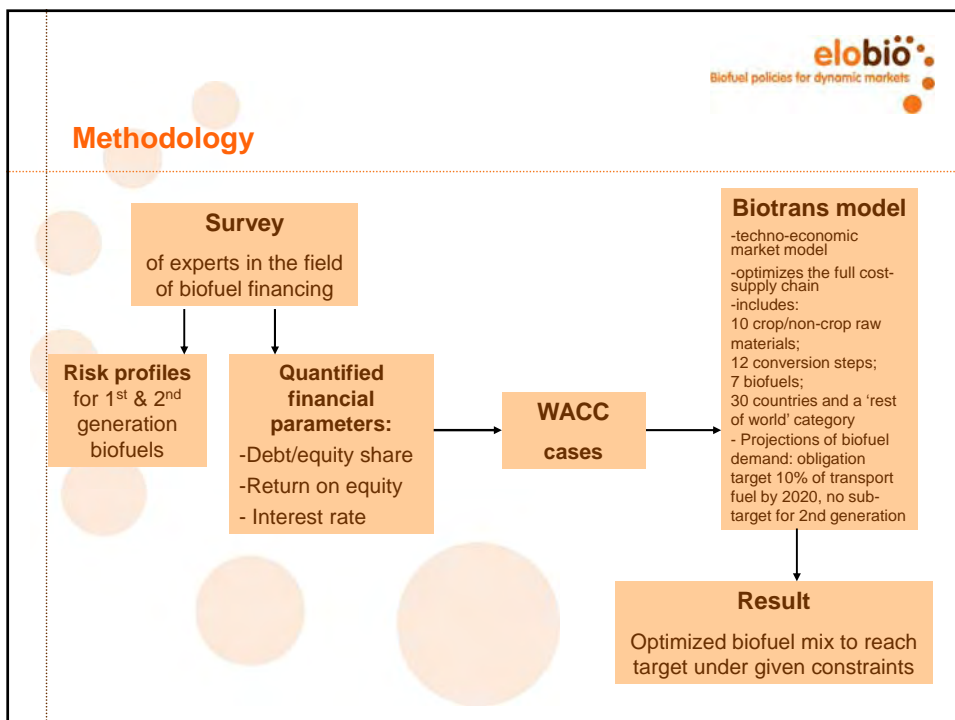 elobio
Biofuel policies for dynamic markets
Methodology
Survey
of experts in the field
of biofuel financing
Risk profiles
for 1st & 2nd
generation
biofuels
Quantified
financial
parameters:
-Debt/equity share
-Return on equity
- Interest rate
WACC
cases
Biotrans model
-techno-economic
market model
-optimizes the full cost-
supply chain
-includes:
10 crop/non-crop raw
materials;
12 conversion steps;
7 biofuels;
30 countries and a ‘rest
of world’ category
- Projections of biofuel
demand: obligation
target 10% of transport
fuel by 2020, no sub-
target for 2nd generation
Result
Optimized biofuel mix to reach
target under given constraints